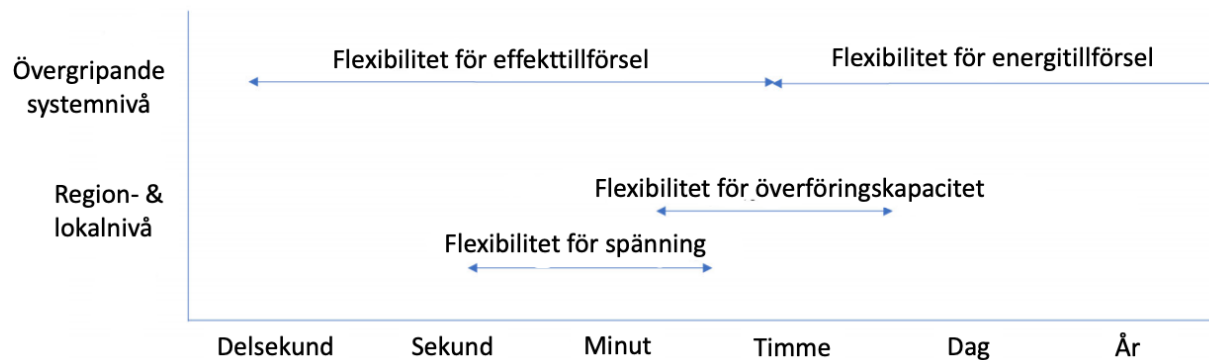 Flexibilitet för effekttillförsel
Flexibilitet för energitillförsel
Övergripande
systemnivå
Flexibilitet för överföringskapacitet
Region- &
lokalnivå
Flexibilitet för spänning
Delsekund
Sekund
Minut
Timme
Dag
År